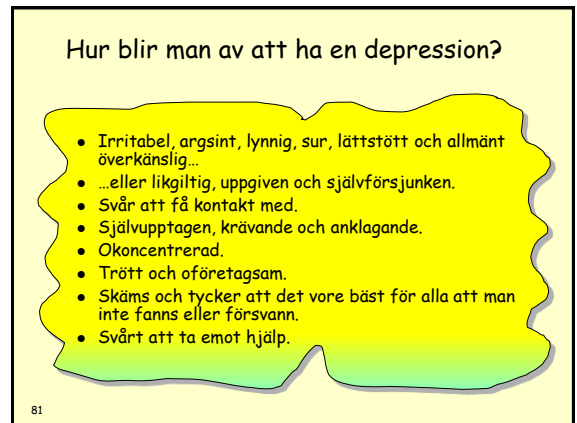 Hur blir man av att ha en depression?
● Irritabel, argsint, lynnig, sur, lättstött och allmänt
överkänslig…
● …eller likgiltig, uppgiven och självförsjunken.
● Svår att få kontakt med.
● Självupptagen, krävande och anklagande.
● Okoncentrerad.
● Trött och oföretagsam.
● Skäms och tycker att det vore bäst för alla att man
inte fanns eller försvann.
● Svårt att ta emot hjälp.
81